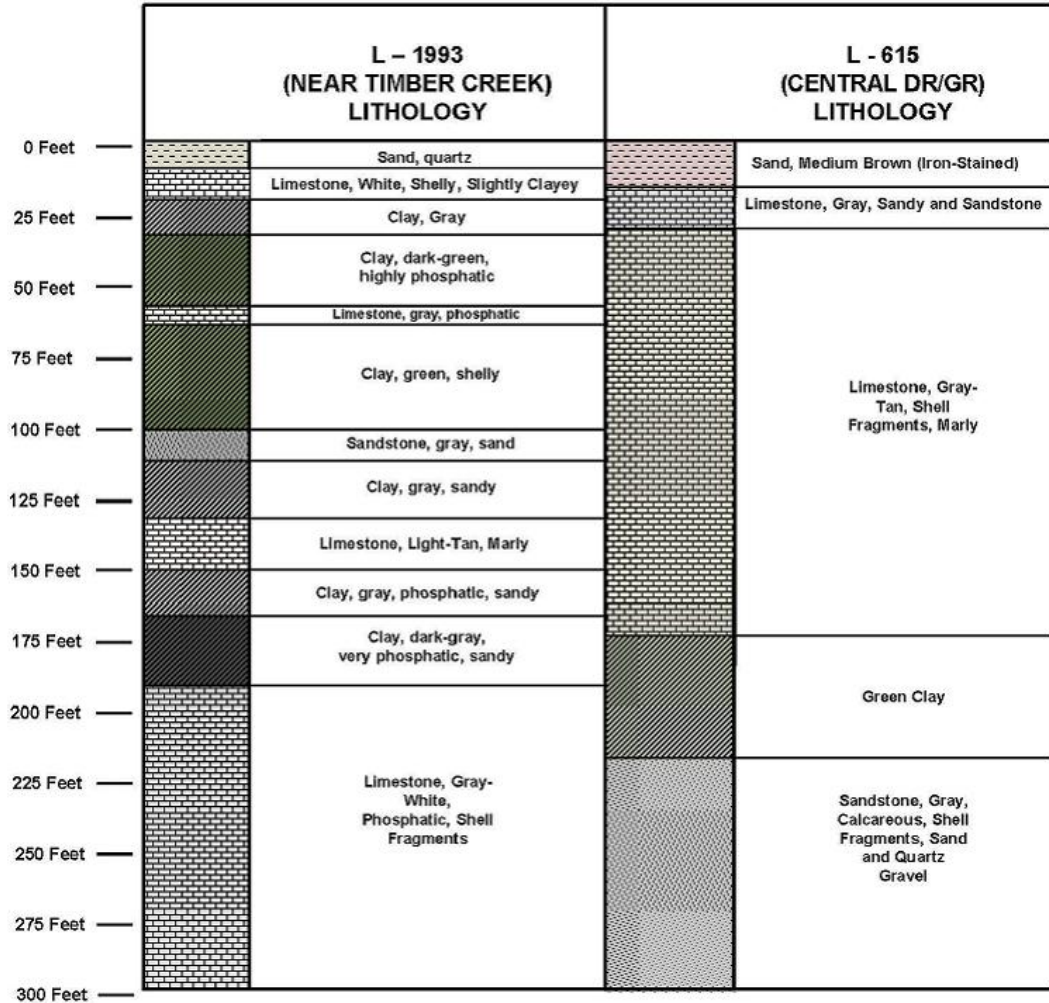 L – 1993
(NEAR TIMBER CREEK)
LITHOLOGY
L - 615
(CENTRAL DR/GR)
LITHOLOGY
0 Feet
25 Feet
50 Feet
75 Feet
100 Feet
125 Feet
150 Feet
175 Feet
200 Feet
225 Feet
250 Feet
275 Feet
300 Feet
Sand, quartz
Limestone, White, Shelly, Slightly Clayey
Clay, Gray
Clay, dark-green,
highly phosphatic
Limestone, gray, phosphatic
Clay, green, shelly
Sandstone, gray, sand
Clay, gray, sandy
Limestone, Light-Tan, Marly
Clay, gray, phosphatic, sandy
Clay, dark-gray,
very phosphatic, sandy
Limestone, Gray-
White,
Phosphatic, Shell
Fragments
Sand, Medium Brown (Iron-Stained)
Limestone, Gray, Sandy and Sandstone
Limestone, Gray-
Tan, Shell
Fragments, Marly
Green Clay
Sandstone, Gray,
Calcareous, Shell
Fragments, Sand
and Quartz
Gravel